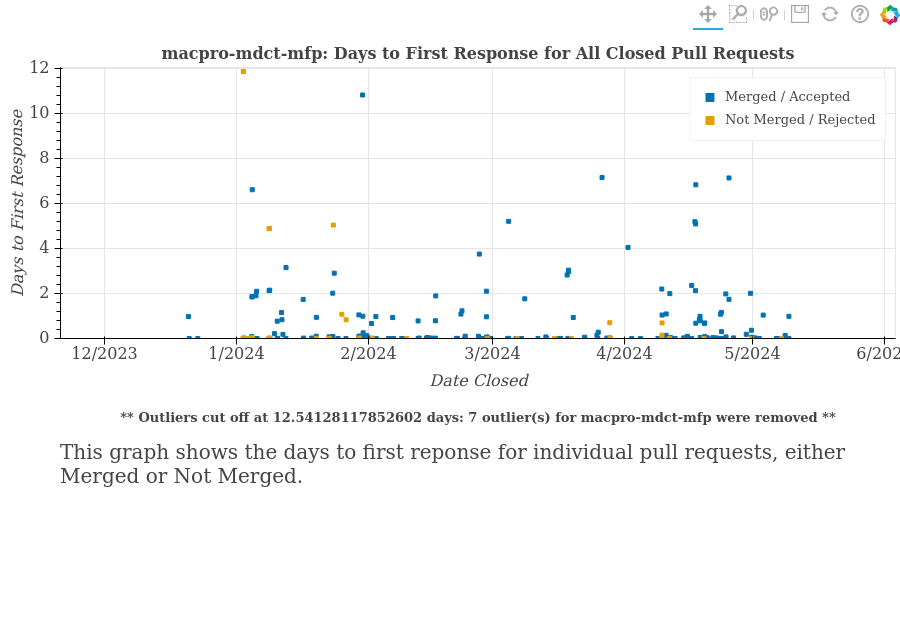 macpro-mdct-mfp: Days to First Response for All Closed Pull Requests
12
10
8
6
4
2
0
Days to First Response
Merged / Accepted
Not Merged / Rejected
12/2023 1/2024 2/2024 3/2024 4/2024 5/2024 6/202
Date Closed
** Outliers cut off at 12.54128117852602 days: 7 outlier(s) for macpro-mdct-mfp were removed **
This graph shows the days to first reponse for individual pull requests, either
Merged or Not Merged.